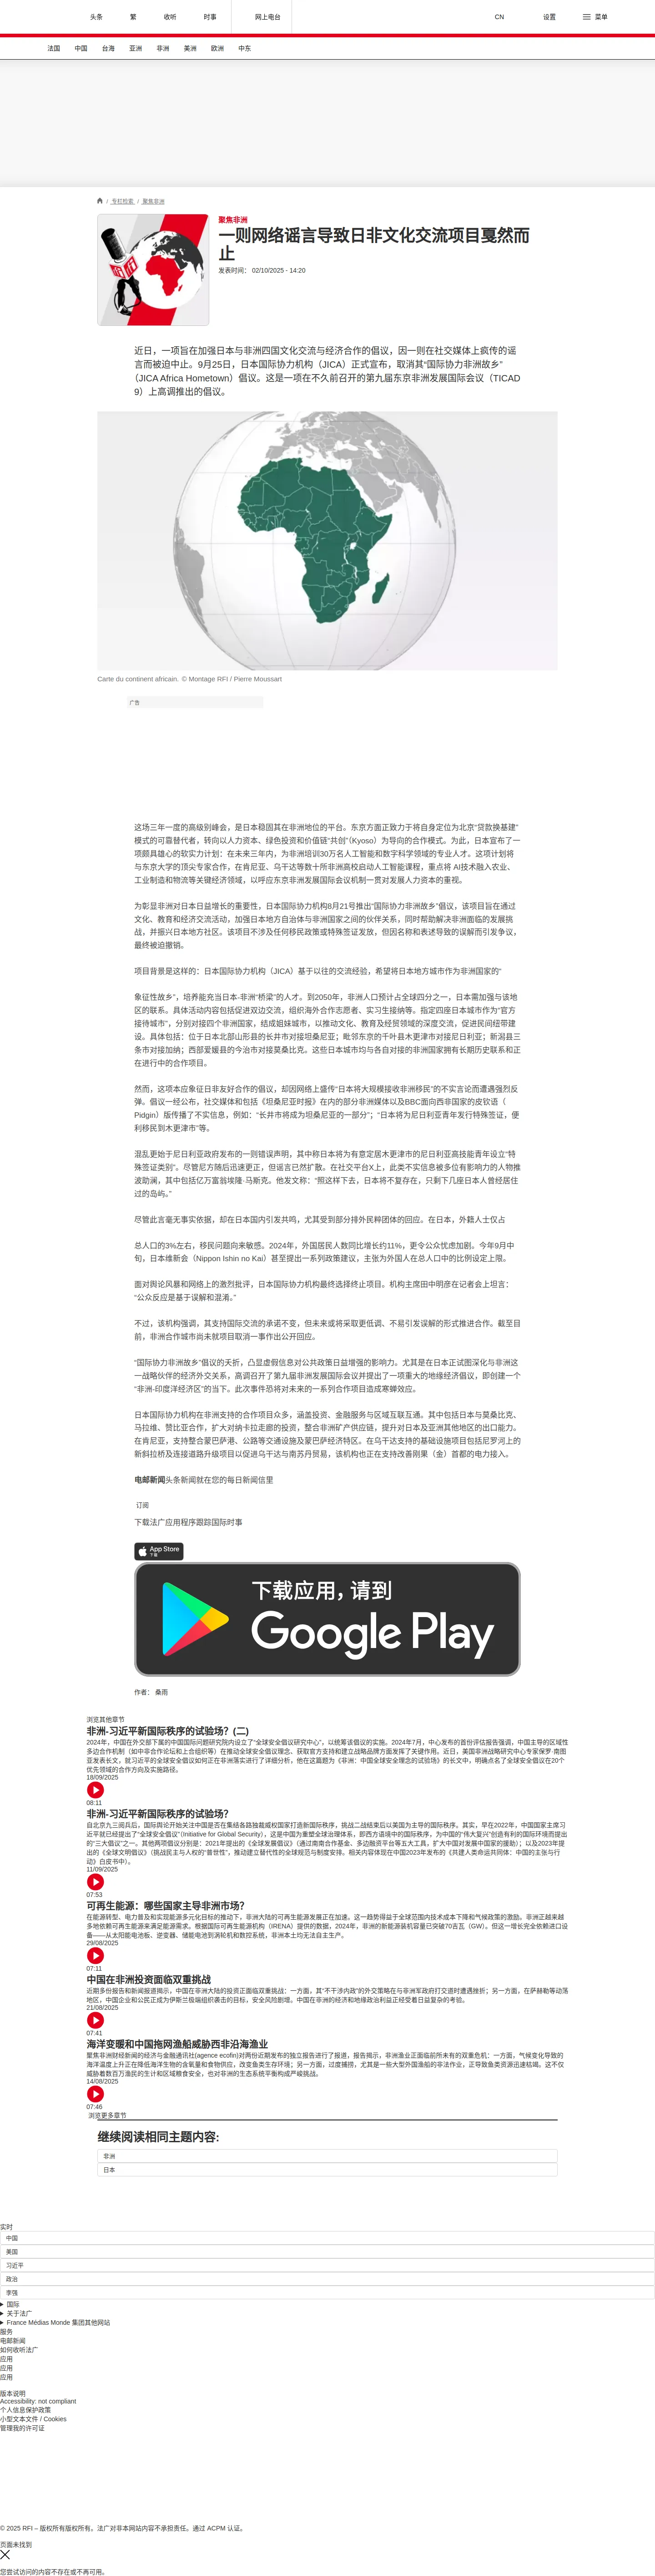 头条 繁 收听 时事 网上电台 CN 设置 菜单
法国 中国 台海 亚洲 非洲 美洲 欧洲 中东
/ 专栏检索 / 聚焦非洲
聚焦非洲
一则网络谣言导致日非文化交流项目戛然而
止
发表时间： 02/10/2025 - 14:20
近日，一项旨在加强日本与非洲四国文化交流与经济合作的倡议，因一则在社交媒体上疯传的谣
言而被迫中止。9月25日，日本国际协力机构（JICA）正式宣布，取消其“国际协力非洲故乡”
（JICA Africa Hometown）倡议。这是一项在不久前召开的第九届东京非洲发展国际会议（TICAD
9）上高调推出的倡议。
Carte du continent africain. © Montage RFI / Pierre Moussart
广告
这场三年一度的高级别峰会，是日本稳固其在非洲地位的平台。东京方面正致力于将自身定位为北京“贷款换基建”
模式的可靠替代者，转向以人力资本、绿色投资和价值链“共创”（Kyoso）为导向的合作模式。为此，日本宣布了一
项颇具雄心的软实力计划：在未来三年内，为非洲培训30万名人工智能和数字科学领域的专业人才。这项计划将
与东京大学的顶尖专家合作，在肯尼亚、乌干达等数十所非洲高校启动人工智能课程，重点将 AI技术融入农业、
工业制造和物流等关键经济领域，以呼应东京非洲发展国际会议机制一贯对发展人力资本的重视。
为彰显非洲对日本日益增长的重要性，日本国际协力机构8月21号推出“国际协力非洲故乡”倡议，该项目旨在通过
文化、教育和经济交流活动，加强日本地方自治体与非洲国家之间的伙伴关系，同时帮助解决非洲面临的发展挑
战，并振兴日本地方社区。该项目不涉及任何移民政策或特殊签证发放，但因名称和表述导致的误解而引发争议，
最终被迫撤销。
项目背景是这样的：日本国际协力机构（JICA）基于以往的交流经验，希望将日本地方城市作为非洲国家的“
象征性故乡”，培养能充当日本-非洲“桥梁”的人才。到2050年，非洲人口预计占全球四分之一，日本需加强与该地
区的联系。具体活动内容包括促进双边交流，组织海外合作志愿者、实习生接纳等。指定四座日本城市作为“官方
接待城市”，分别对接四个非洲国家，结成姐妹城市，以推动文化、教育及经贸领域的深度交流，促进民间纽带建
设。具体包括：位于日本北部山形县的长井市对接坦桑尼亚；毗邻东京的千叶县木更津市对接尼日利亚；新潟县三
条市对接加纳；西部爱媛县的今治市对接莫桑比克。这些日本城市均与各自对接的非洲国家拥有长期历史联系和正
在进行中的合作项目。
然而，这项本应象征日非友好合作的倡议，却因网络上盛传“日本将大规模接收非洲移民”的不实言论而遭遇强烈反
弹。倡议一经公布，社交媒体和包括《坦桑尼亚时报》在内的部分非洲媒体以及BBC面向西非国家的皮钦语（
Pidgin）版传播了不实信息，例如：“长井市将成为坦桑尼亚的一部分”；“日本将为尼日利亚青年发行特殊签证，便
利移民到木更津市”等。
混乱更始于尼日利亚政府发布的一则错误声明，其中称日本将为有意定居木更津市的尼日利亚高技能青年设立“特
殊签证类别”。尽管尼方随后迅速更正，但谣言已然扩散。在社交平台X上，此类不实信息被多位有影响力的人物推
波助澜，其中包括亿万富翁埃隆·马斯克。他发文称：“照这样下去，日本将不复存在，只剩下几座日本人曾经居住
过的岛屿。”
尽管此言毫无事实依据，却在日本国内引发共鸣，尤其受到部分排外民粹团体的回应。在日本，外籍人士仅占
总人口的3%左右，移民问题向来敏感。2024年，外国居民人数同比增长约11%，更令公众忧虑加剧。今年9月中
旬，日本维新会（Nippon Ishin no Kai）甚至提出一系列政策建议，主张为外国人在总人口中的比例设定上限。
面对舆论风暴和网络上的激烈批评，日本国际协力机构最终选择终止项目。机构主席田中明彦在记者会上坦言：
“公众反应是基于误解和混淆。”
不过，该机构强调，其支持国际交流的承诺不变，但未来或将采取更低调、不易引发误解的形式推进合作。截至目
前，非洲合作城市尚未就项目取消一事作出公开回应。
“国际协力非洲故乡”倡议的夭折，凸显虚假信息对公共政策日益增强的影响力。尤其是在日本正试图深化与非洲这
一战略伙伴的经济外交关系，高调召开了第九届非洲发展国际会议并提出了一项重大的地缘经济倡议，即创建一个
“非洲-印度洋经济区”的当下。此次事件恐将对未来的一系列合作项目造成寒蝉效应。
日本国际协力机构在非洲支持的合作项目众多，涵盖投资、金融服务与区域互联互通。其中包括日本与莫桑比克、
马拉维、赞比亚合作，扩大对纳卡拉走廊的投资，整合非洲矿产供应链，提升对日本及亚洲其他地区的出口能力。
在肯尼亚，支持整合蒙巴萨港、公路等交通设施及蒙巴萨经济特区。在乌干达支持的基础设施项目包括尼罗河上的
新斜拉桥及连接道路升级项目以促进乌干达与南苏丹贸易，该机构也正在支持改善刚果（金）首都的电力接入。
电邮新闻头条新闻就在您的每日新闻信里
订阅
下载法广应用程序跟踪国际时事
App Store
下载
下载应用，请到
Google Play
作者： 桑雨
浏览其他章节
非洲-习近平新国际秩序的试验场？(二)
2024年，中国在外交部下属的中国国际问题研究院内设立了“全球安全倡议研究中心”，以统筹该倡议的实施。2024年7月，中心发布的首份评估报告强调，中国主导的区域性
多边合作机制（如中非合作论坛和上合组织等）在推动全球安全倡议理念、获取官方支持和建立战略品牌方面发挥了关键作用。近日，美国非洲战略研究中心专家保罗·南图
亚发表长文，就习近平的全球安全倡议如何正在非洲落实进行了详细分析，他在这篇题为《非洲：中国全球安全理念的试验场》的长文中，明确点名了全球安全倡议在20个
优先领域的合作方向及实施路径。
18/09/2025
08:11
非洲-习近平新国际秩序的试验场？
自北京九三阅兵后，国际舆论开始关注中国是否在集结各路独裁威权国家打造新国际秩序，挑战二战结束后以美国为主导的国际秩序。其实，早在2022年，中国国家主席习
近平就已经提出了“全球安全倡议”（Initiative for Global Security），这是中国为重塑全球治理体系，即西方语境中的国际秩序，为中国的“伟大复兴”创造有利的国际环境而提出
的“三大倡议”之一。其他两项倡议分别是：2021年提出的《全球发展倡议》（通过南南合作基金、多边融资平台等五大工具，扩大中国对发展中国家的援助）；以及2023年提
出的《全球文明倡议》（挑战民主与人权的“普世性”，推动建立替代性的全球规范与制度安排。相关内容体现在中国2023年发布的《共建人类命运共同体：中国的主张与行
动》白皮书中）。
11/09/2025
07:53
可再生能源：哪些国家主导非洲市场？
在能源转型、电力普及和实现能源多元化目标的推动下，非洲大陆的可再生能源发展正在加速。这一趋势得益于全球范围内技术成本下降和气候政策的激励。非洲正越来越
多地依赖可再生能源来满足能源需求。根据国际可再生能源机构（IRENA）提供的数据，2024年，非洲的新能源装机容量已突破70吉瓦（GW）。但这一增长完全依赖进口设
备——从太阳能电池板、逆变器、储能电池到涡轮机和数控系统，非洲本土均无法自主生产。
29/08/2025
07:11
中国在非洲投资面临双重挑战
近期多份报告和新闻报道揭示，中国在非洲大陆的投资正面临双重挑战：一方面，其“不干涉内政”的外交策略在与非洲军政府打交道时遭遇挫折；另一方面，在萨赫勒等动荡
地区，中国企业和公民正成为伊斯兰极端组织袭击的目标，安全风险剧增。中国在非洲的经济和地缘政治利益正经受着日益复杂的考验。
21/08/2025
07:41
海洋变暖和中国拖网渔船威胁西非沿海渔业
聚焦非洲财经新闻的经济与金融通讯社(agence ecofin)对两份近期发布的独立报告进行了报道，报告揭示，非洲渔业正面临前所未有的双重危机：一方面，气候变化导致的
海洋温度上升正在降低海洋生物的含氧量和食物供应，改变鱼类生存环境；另一方面，过度捕捞，尤其是一些大型外国渔船的非法作业，正导致鱼类资源迅速枯竭。这不仅
威胁着数百万渔民的生计和区域粮食安全，也对非洲的生态系统平衡构成严峻挑战。
14/08/2025
07:46
浏览更多章节
继续阅读相同主题内容:
非洲
日本
实时
中国
美国
习近平
政治
李强
国际
关于法广
France Médias Monde 集团其他网站
服务
电邮新闻
如何收听法广
应用
应用
应用
版本说明
Accessibility: not compliant
个人信息保护政策
小型文本文件 / Cookies
管理我的许可证
© 2025 RFI – 版权所有版权所有。法广对非本网站内容不承担责任。通过 ACPM 认证。
页面未找到
您尝试访问的内容不存在或不再可用。